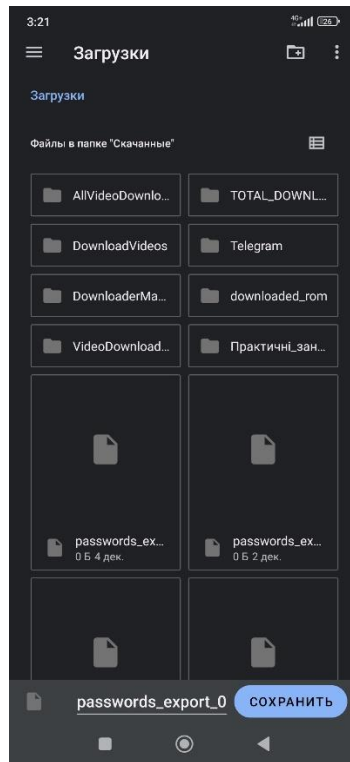 3:21
4G+
26
Загрузки
Загрузки
Файлы в папке "Скачанные"
AllVideoDownlo...
TOTAL_DOWNL...
DownloadVideos
Telegram
DownloaderMa...
downloaded_rom
VideoDownload...
Практичні_зан...
passwords_ex...
0 Б 4 дек.
passwords_ex...
0 Б 2 дек.
passwords_export_0
СОХРАНИТЬ